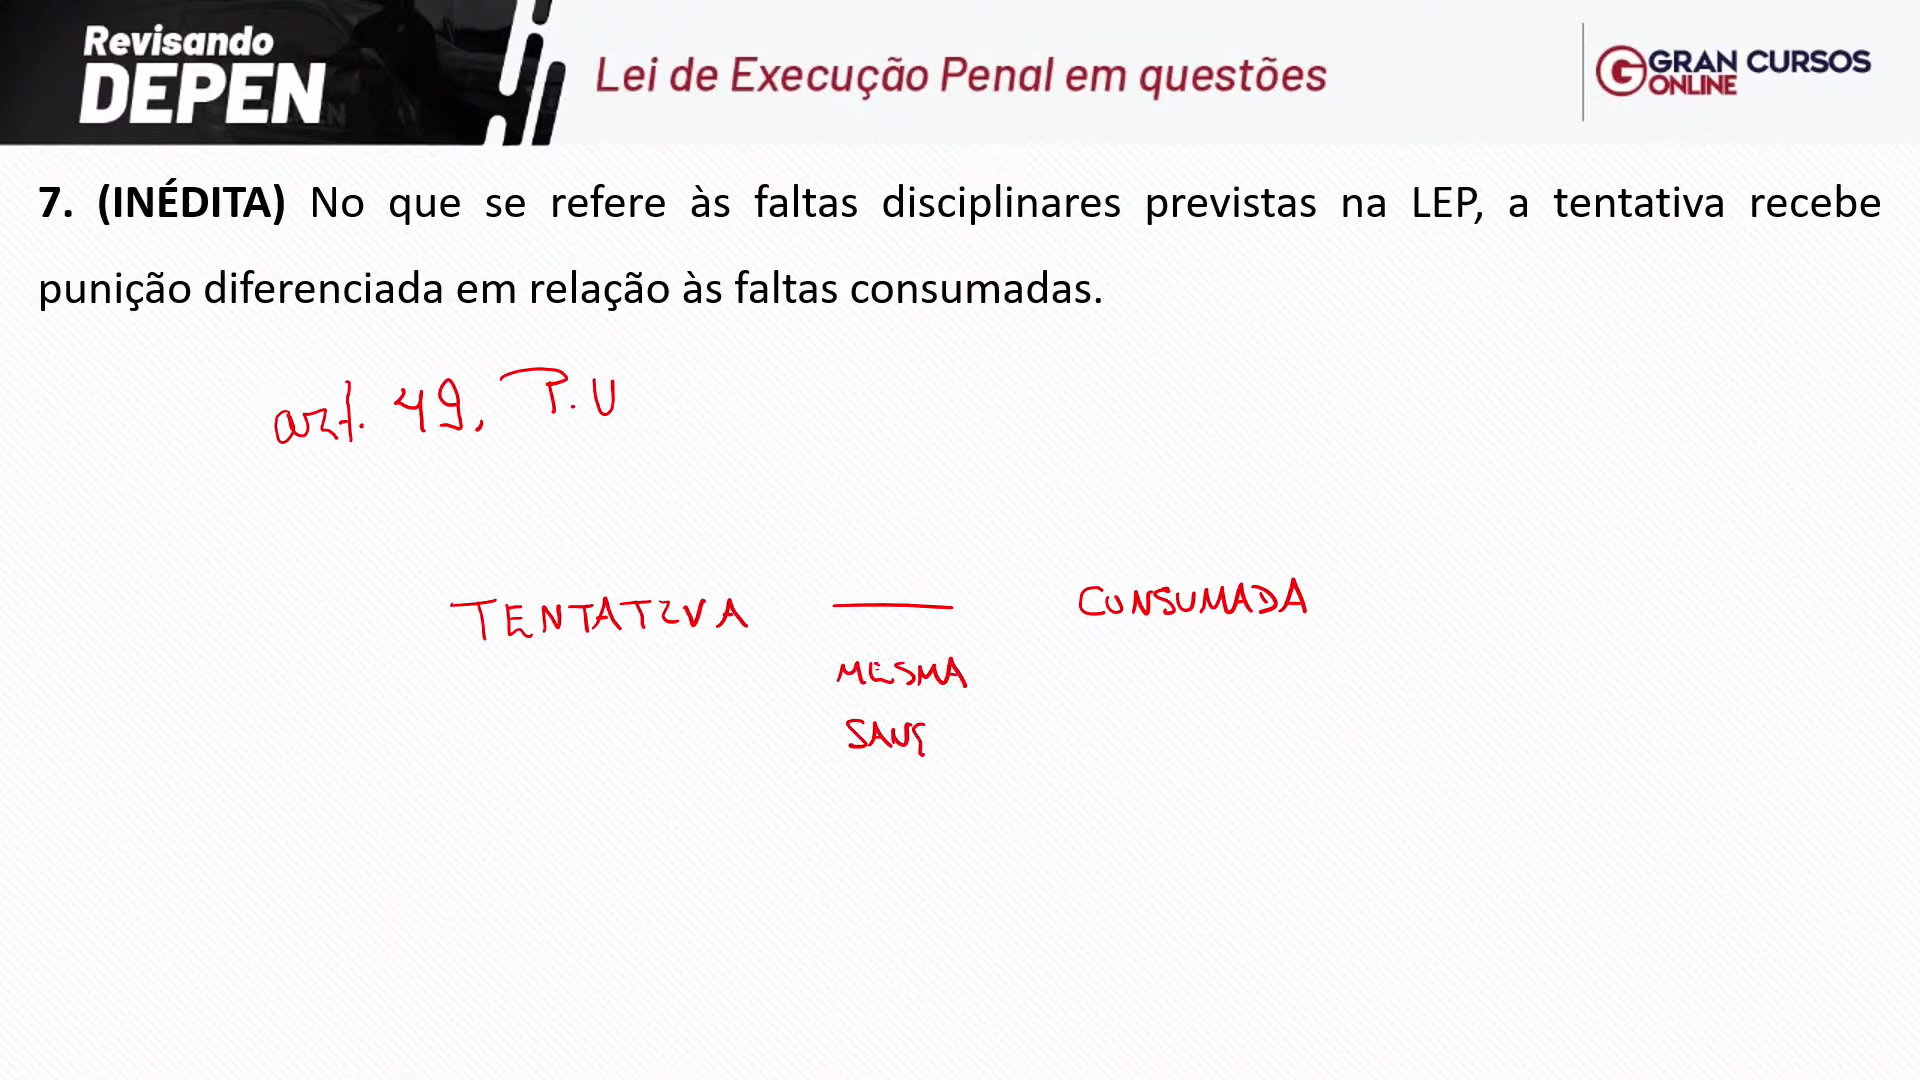 Revisando
DEPEN
Lei de Execução Penal em questões
GRAN CURSOS
ONLINE
7. (INÉDITA) No que se refere às faltas disciplinares previstas na LEP, a tentativa recebe
punição diferenciada em relação às faltas consumadas.
art. 49, P.U
TENTATIVA — CONSUMADA
MESMA
SANÇ